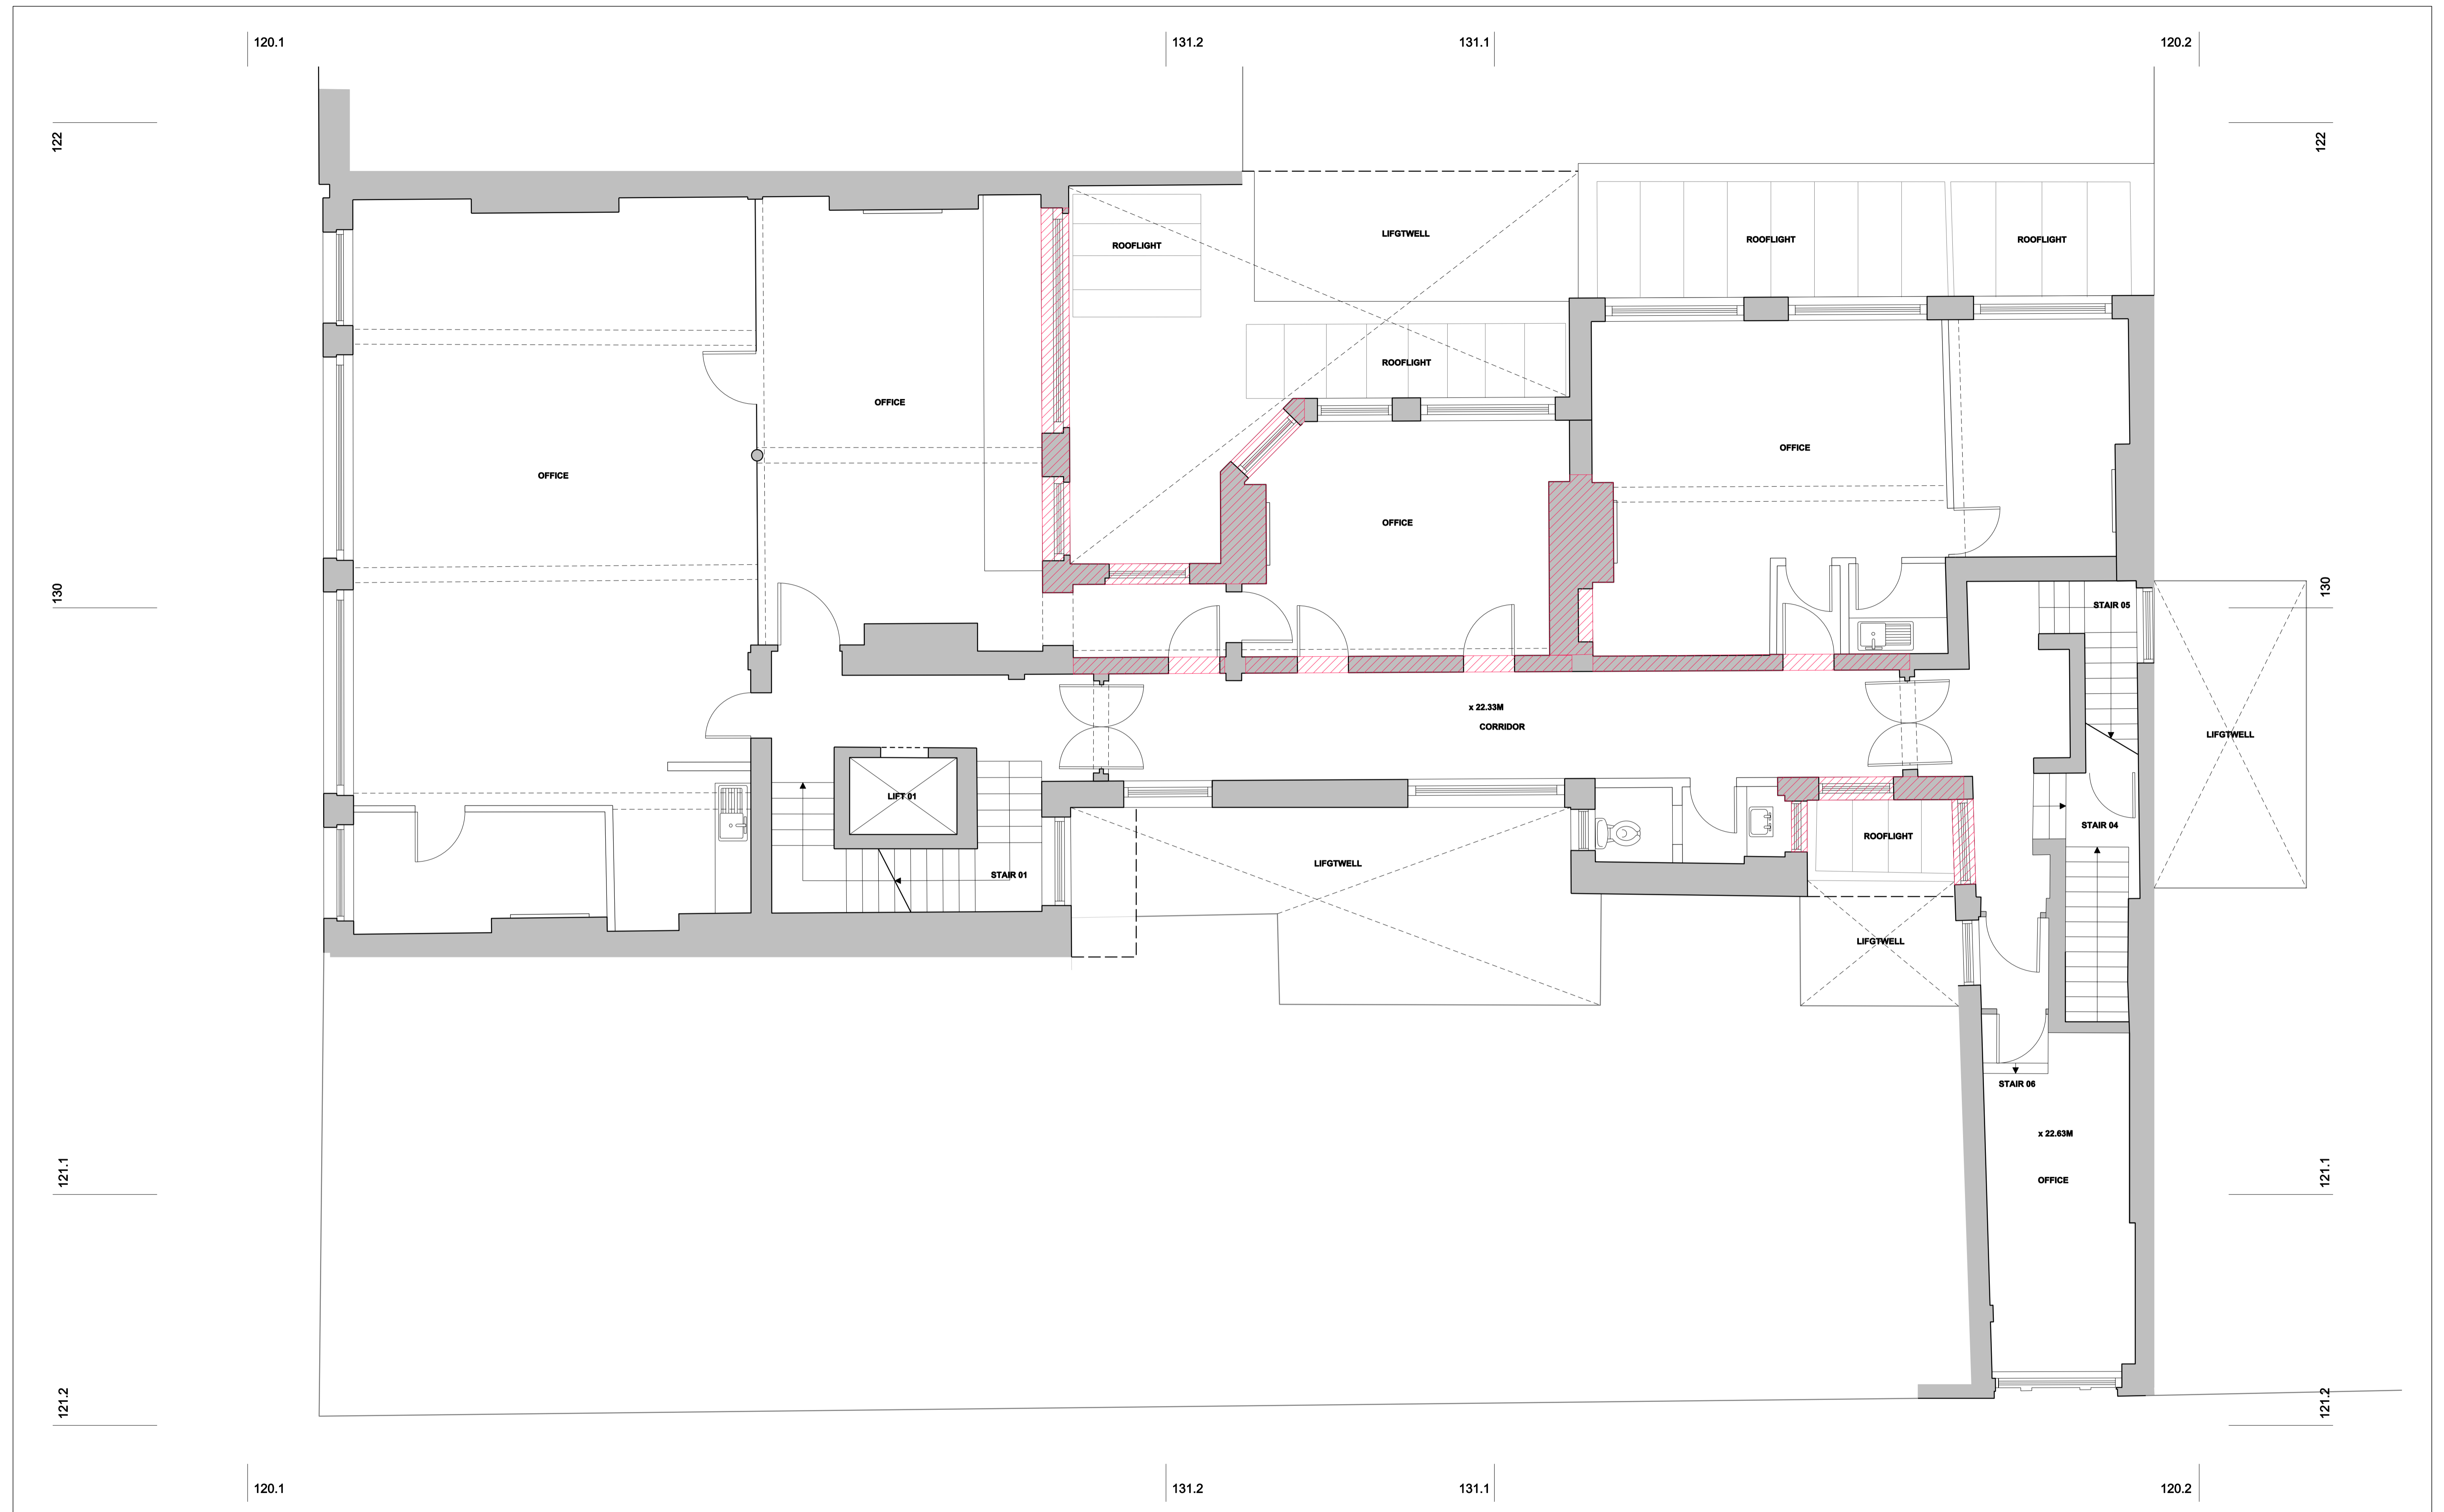 120.1
131.2
131.1
120.2
122
122
LIFGTWELL
ROOFLIGHT
ROOFLIGHT
ROOFLIGHT
ROOFLIGHT
OFFICE
OFFICE
OFFICE
OFFICE
130
130
STAIR 05
x 22.33M
CORRIDOR
LIFGTWELL
LIFT 01
STAIR 04
ROOFLIGHT
LIFGTWELL
STAIR 01
LIFGTWELL
STAIR 06
x 22.63M
OFFICE
121.1
121.1
121.2
121.2
120.1
131.2
131.1
120.2